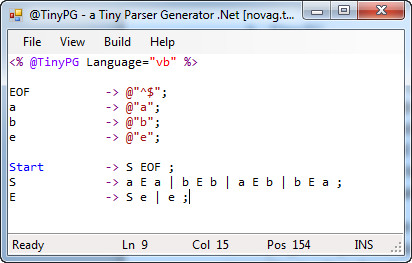 @TinyPG - a Tiny Parser Generator .Net [novag.t...
File View Build Help
<% @TinyPG Language="vb" %>
EOF -> @"^$";
a -> @"a";
b -> @"b";
e -> @"e";
Start -> S EOF ;
S -> a E a | b E b | a E b | b E a ;
E -> S e | e ;
Ready Ln 9 Col 15 Pos 154 INS